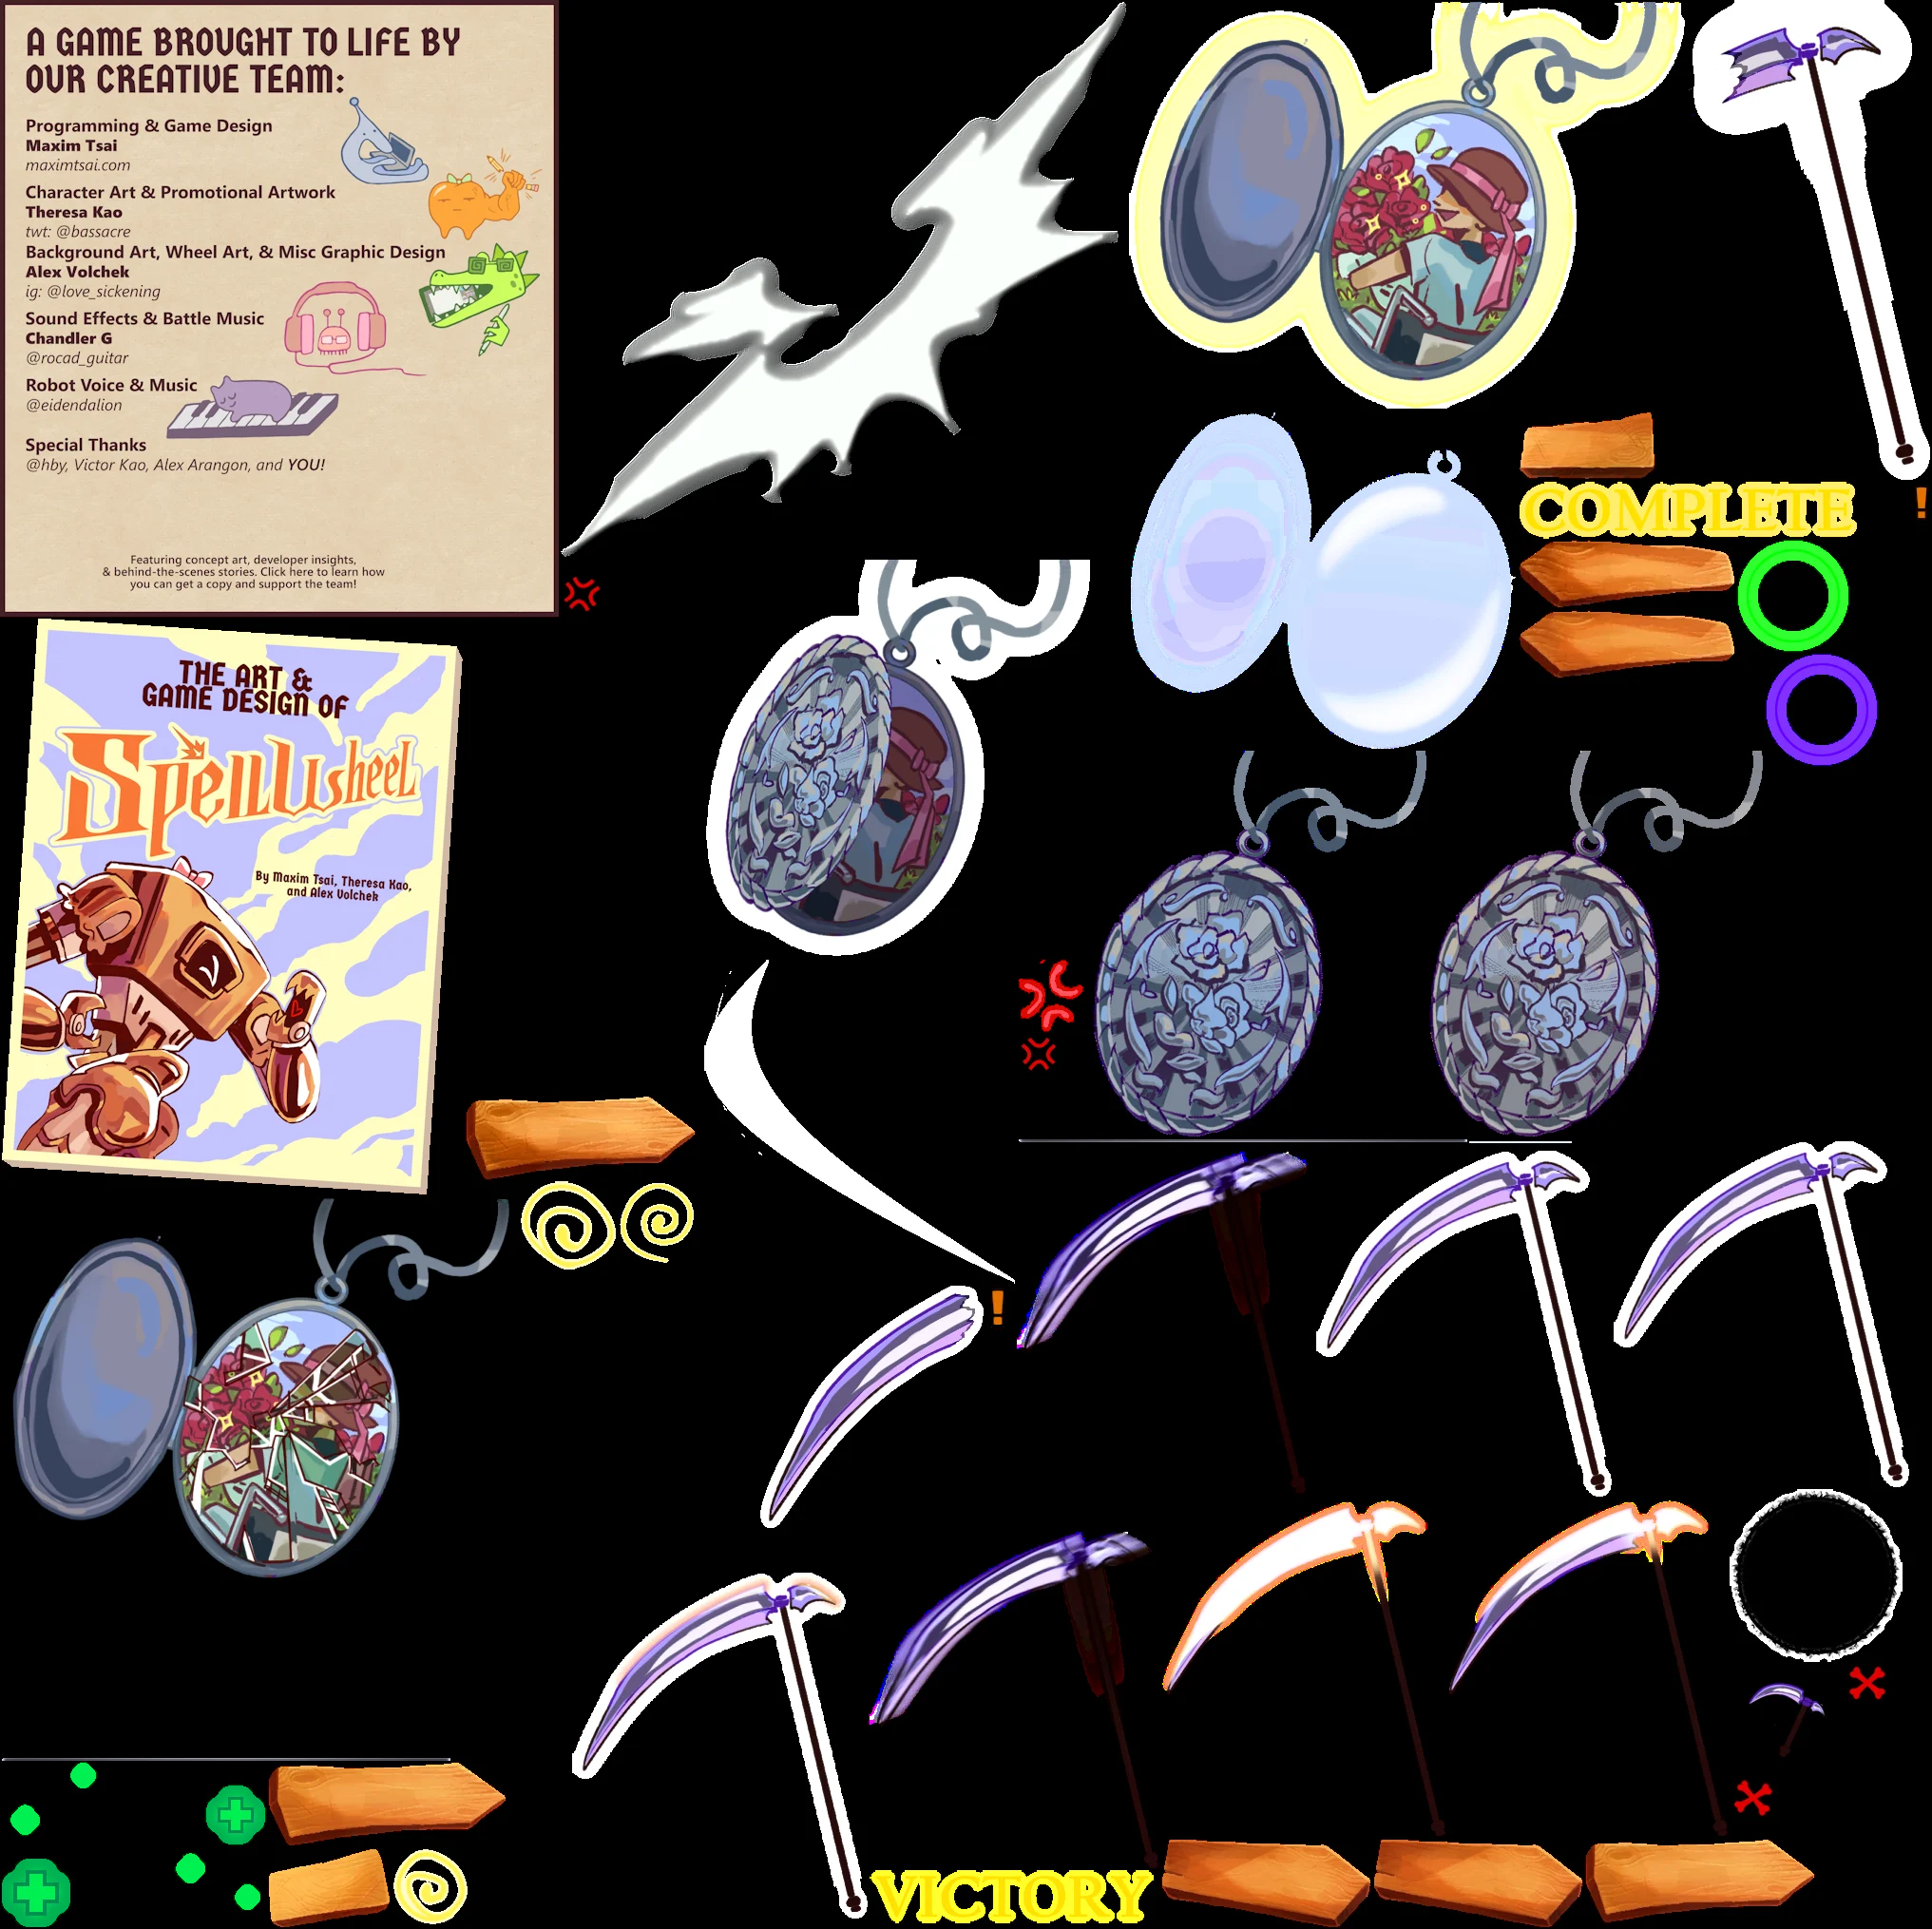 A GAME BROUGHT TO LIFE BY
OUR CREATIVE TEAM:
Programming & Game Design
Maxim Tsai
maximtsai.com
Character Art & Promotional Artwork
Theresa Kao
twt: @bassacre
Background Art, Wheel Art, & Misc Graphic Design
Alex Volchek
ig: @love_sickening
Sound Effects & Battle Music
Chandler G
@rocad_guitar
Robot Voice & Music
@eidendalion
Special Thanks
@hby, Victor Kao, Alex Arangon, and YOU!
Featuring concept art, developer insights,
& behind-the-scenes stories. Click here to learn how
you can get a copy and support the team!
COMPLETE
!
THE ART &
GAME DESIGN OF
Spellwheel
By Maxim Tsai, Theresa Kao,
and Alex Volchek
!
VICTORY